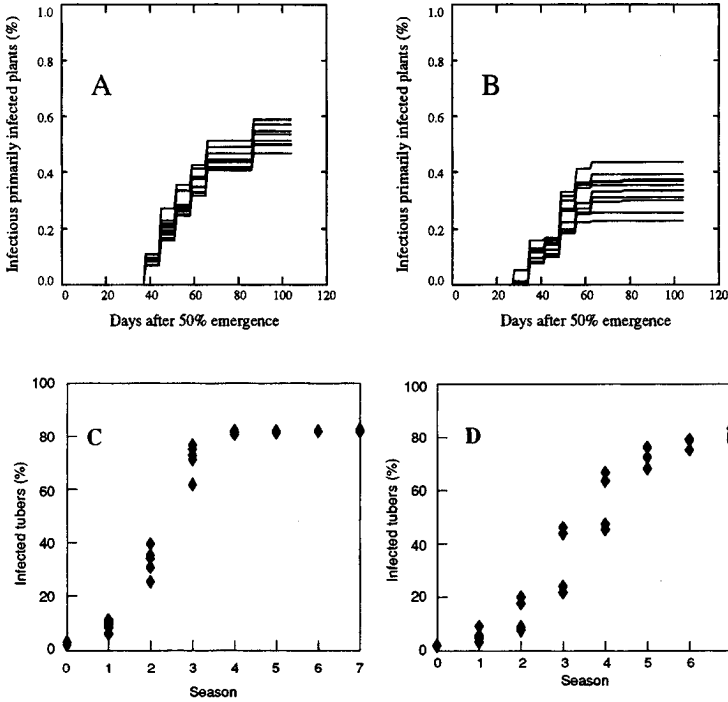 1.0
0.8
0.6
0.4
0.2
0.0
A
Infectious primarily infected plants (%)
0 20 40 60 80 100 120
Days after 50% emergence
1.0
0.8
0.6
0.4
0.2
0.0
B
Infectious primarily infected plants (%)
0 20 40 60 80 100 120
Days after 50% emergence
100
80
60
40
20
0
C
Infected tubers (%)
0 1 2 3 4 5 6 7
Season
100
80
60
40
20
0
D
Infected tubers (%)
0 1 2 3 4 5 6
Season